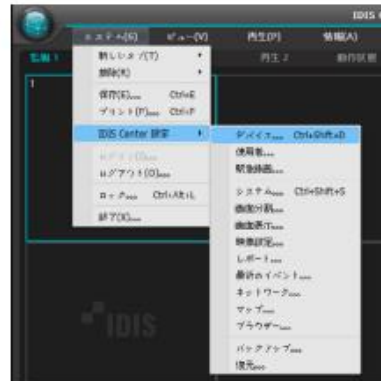 IDIS C
システム(S) ビュー(V) 再生(P) 情報(A)
監視 1 再生 2 動作状態
新しいタブ(T)
削除(R)
保存(E)... Ctrl+E
プリント(P)... Ctrl+P
IDIS Center 設定
ログイン(I)...
ログアウト(O)...
ロック... Ctrl+Alt+L
終了(X)...
デバイス... Ctrl+Shift+D
使用者...
緊急録画...
システム... Ctrl+Shift+S
画面分割...
画面表示...
映像設定...
レポート...
最近のイベント...
ネットワーク...
マップ...
ブラウザー...
バックアップ...
復元...
1
IDIS